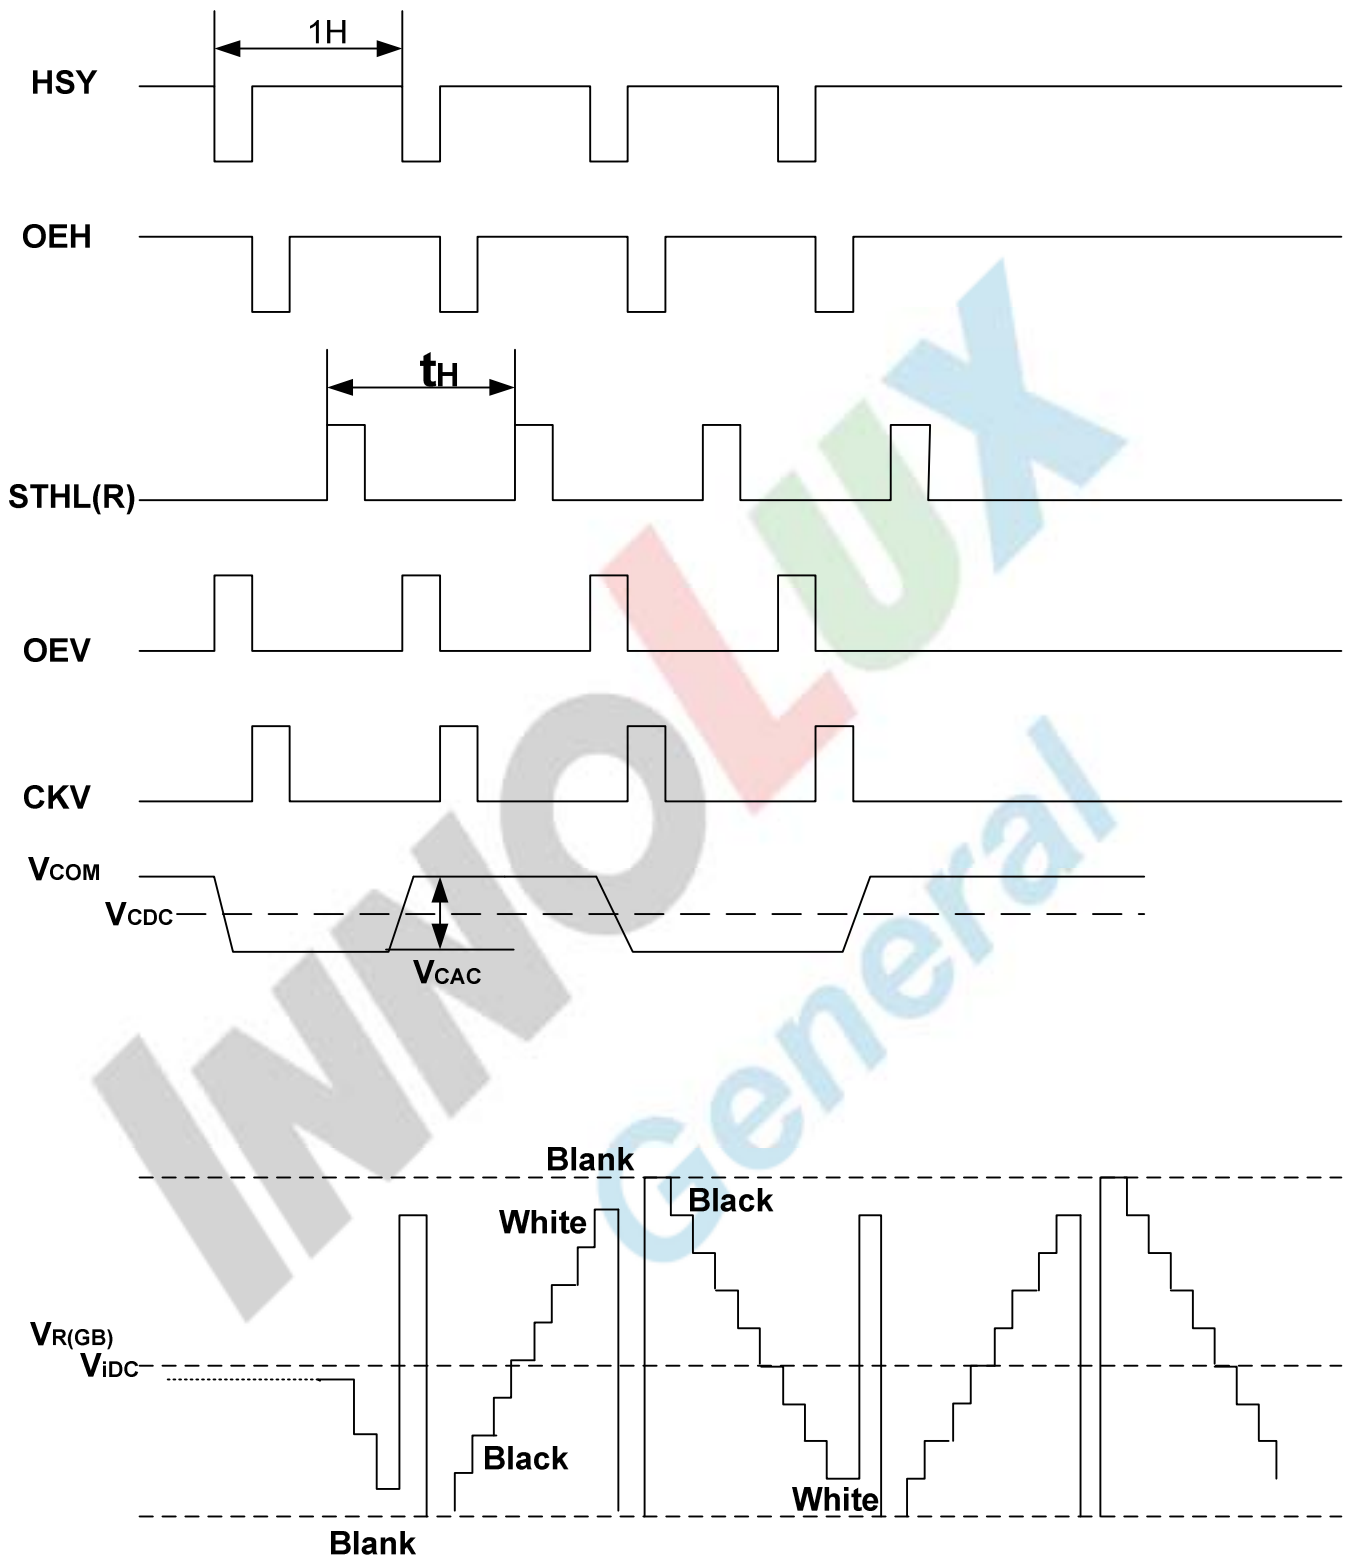 1H
HSY
OEH
tH
STHL(R)
OEV
CKV
VCOM
VCDC
VCAC
Blank
Black
White
VR(GB)
ViDC
Black
White
Blank
INNOLUX
General